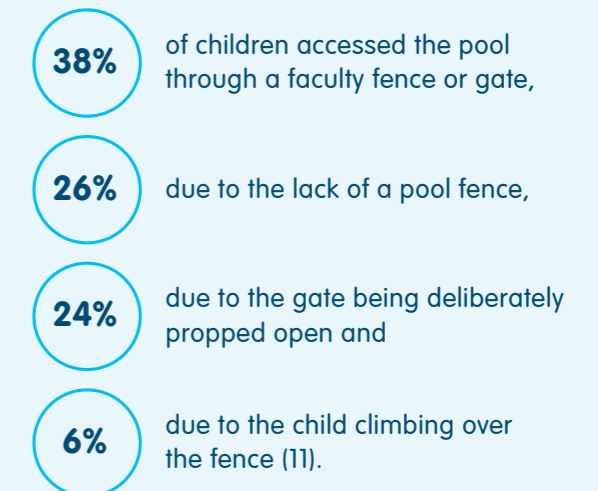 38%
of children accessed the pool
through a faculty fence or gate,
26%
due to the lack of a pool fence,
24%
due to the gate being deliberately
propped open and
6%
due to the child climbing over
the fence (11).